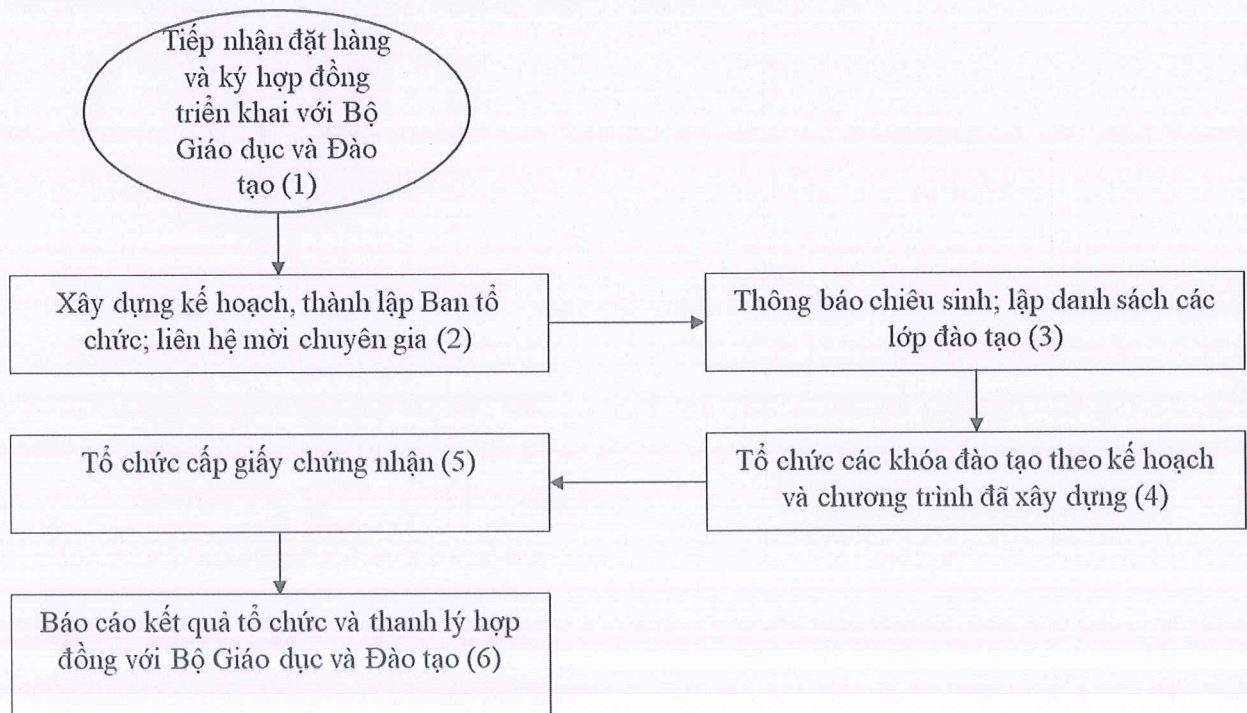 Tiếp nhận đặt hàng
và ký hợp đồng
triển khai với Bộ
Giáo dục và Đào
tạo (1)
Xây dựng kế hoạch, thành lập Ban tổ
chức; liên hệ mời chuyên gia (2)
Thông báo chiêu sinh; lập danh sách các
lớp đào tạo (3)
Tổ chức các khóa đào tạo theo kế hoạch
và chương trình đã xây dựng (4)
Tổ chức cấp giấy chứng nhận (5)
Báo cáo kết quả tổ chức và thanh lý hợp
đồng với Bộ Giáo dục và Đào tạo (6)